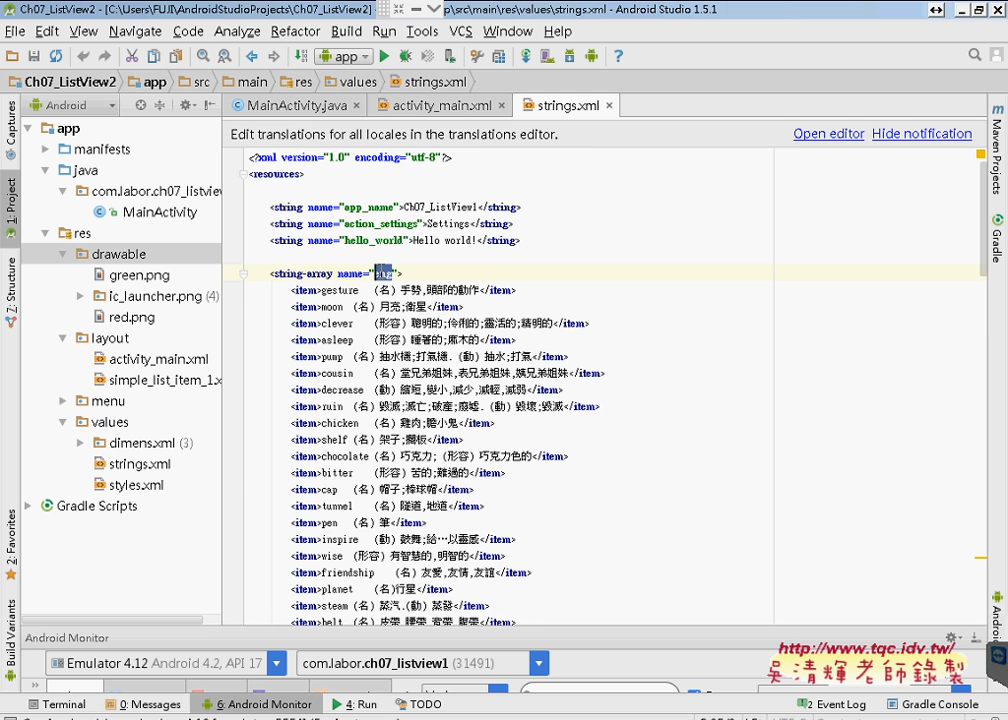 Ch07_ListView2 - [C:\Users\FUJI\AndroidStudioProjects\Ch07_ListView2] - p\src\main\res\values\strings.xml - Android Studio 1.5.1
File Edit View Navigate Code Analyze Refactor Build Run Tools VCS Window Help
app
Ch07_ListView2 app src main res values strings.xml
Android
MainActivity.java activity_main.xml strings.xml
Edit translations for all locales in the translations editor. Open editor Hide notification
Captures
1: Project
7: Structure
2: Favorites
Build Variants
app
manifests
java
com.labor.ch07_listview
MainActivity
res
drawable
green.png
ic_launcher.png (4)
red.png
layout
activity_main.xml
simple_list_item_1.x
menu
values
dimens.xml (3)
strings.xml
styles.xml
Gradle Scripts
<?xml version="1.0" encoding="utf-8"?>
<resources>
<string name="app_name">Ch07_ListView1</string>
<string name="action_settings">Settings</string>
<string name="hello_world">Hello world!</string>
<string-array name="">
<item>gesture (名) 手勢,頭部的動作</item>
<item>moon (名) 月亮;衛星</item>
<item>clever (形容) 聰明的;伶俐的;靈活的;精明的</item>
<item>asleep (形容) 睡著的;麻木的</item>
<item>pump (名) 抽水機;打氣機. (動) 抽水;打氣</item>
<item>cousin (名) 堂兄弟姐妹,表兄弟姐妹,姨兄弟姐妹</item>
<item>decrease (動) 縮短,變小,減少,減輕,減弱</item>
<item>ruin (名) 毀滅;滅亡;破產;廢墟. (動) 毀壞;毀滅</item>
<item>chicken (名) 雞肉;膽小鬼</item>
<item>shelf (名) 架子;擱板</item>
<item>chocolate (名) 巧克力; (形容) 巧克力色的</item>
<item>bitter (形容) 苦的;難過的</item>
<item>cap (名) 帽子;棒球帽</item>
<item>tunnel (名) 隧道,地道</item>
<item>pen (名) 筆</item>
<item>inspire (動) 鼓舞;給…以靈感</item>
<item>wise (形容) 有智慧的,明智的</item>
<item>friendship (名) 友愛,友情,友誼</item>
<item>planet (名)行星</item>
<item>steam (名) 蒸汽.(動) 蒸發</item>
<item>belt (名) 皮帶,腰帶,
Maven Projects
Gradle
Android Monitor
Emulator 4.12 Android 4.2, API 17
com.labor.ch07_listview1 (31491)
http://www.tqc.idv.tw/
吳清輝老師錄製
Terminal 0: Messages 6: Android Monitor 4: Run TODO Event Log Gradle Console